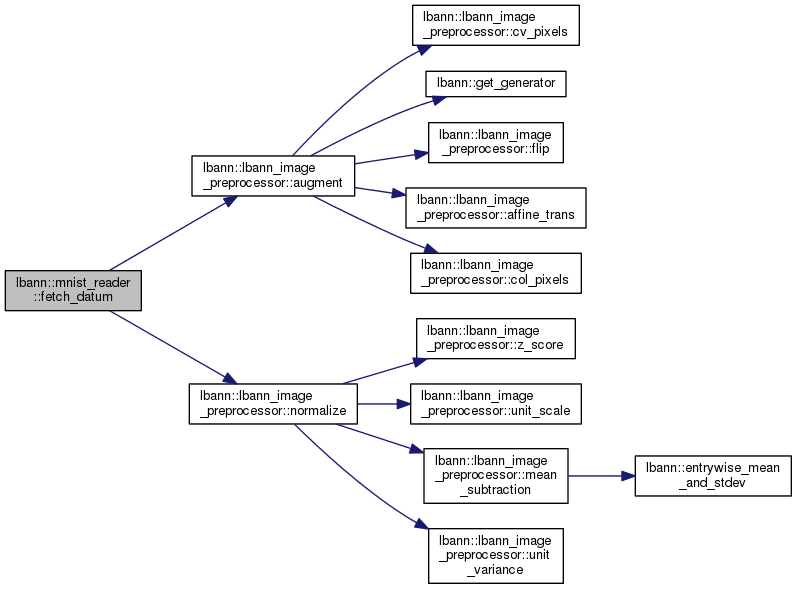 lbann::mnist_reader
::fetch_datum
lbann::lbann_image
_preprocessor::augment
lbann::lbann_image
_preprocessor::cv_pixels
lbann::get_generator
lbann::lbann_image
_preprocessor::flip
lbann::lbann_image
_preprocessor::affine_trans
lbann::lbann_image
_preprocessor::col_pixels
lbann::lbann_image
_preprocessor::normalize
lbann::lbann_image
_preprocessor::z_score
lbann::lbann_image
_preprocessor::unit_scale
lbann::lbann_image
_preprocessor::mean
_subtraction
lbann::entrywise_mean
_and_stdev
lbann::lbann_image
_preprocessor::unit
_variance